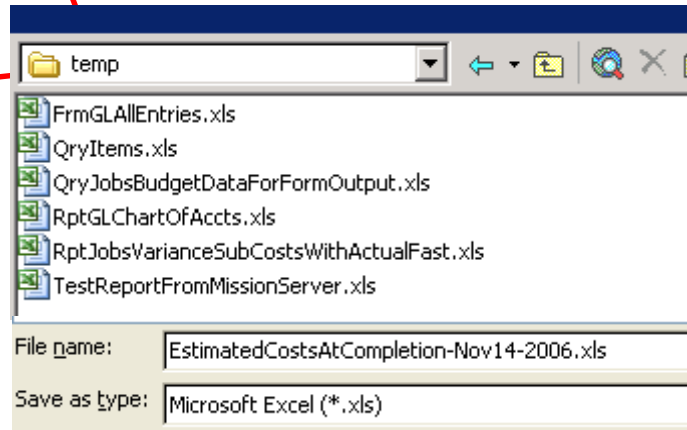 temp
FrmGLAllEntries.xls
QryItems.xls
QryJobsBudgetDataForFormOutput.xls
RptGLChartOfAccts.xls
RptJobsVarianceSubCostsWithActualFast.xls
TestReportFromMissionServer.xls
File name: EstimatedCostsAtCompletion-Nov14-2006.xls
Save as type: Microsoft Excel (*.xls)